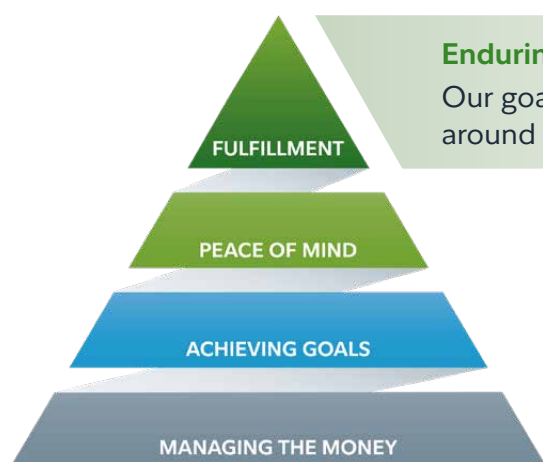 Endurin
Our goa
around
FULFILLMENT
PEACE OF MIND
ACHIEVING GOALS
MANAGING THE MONEY